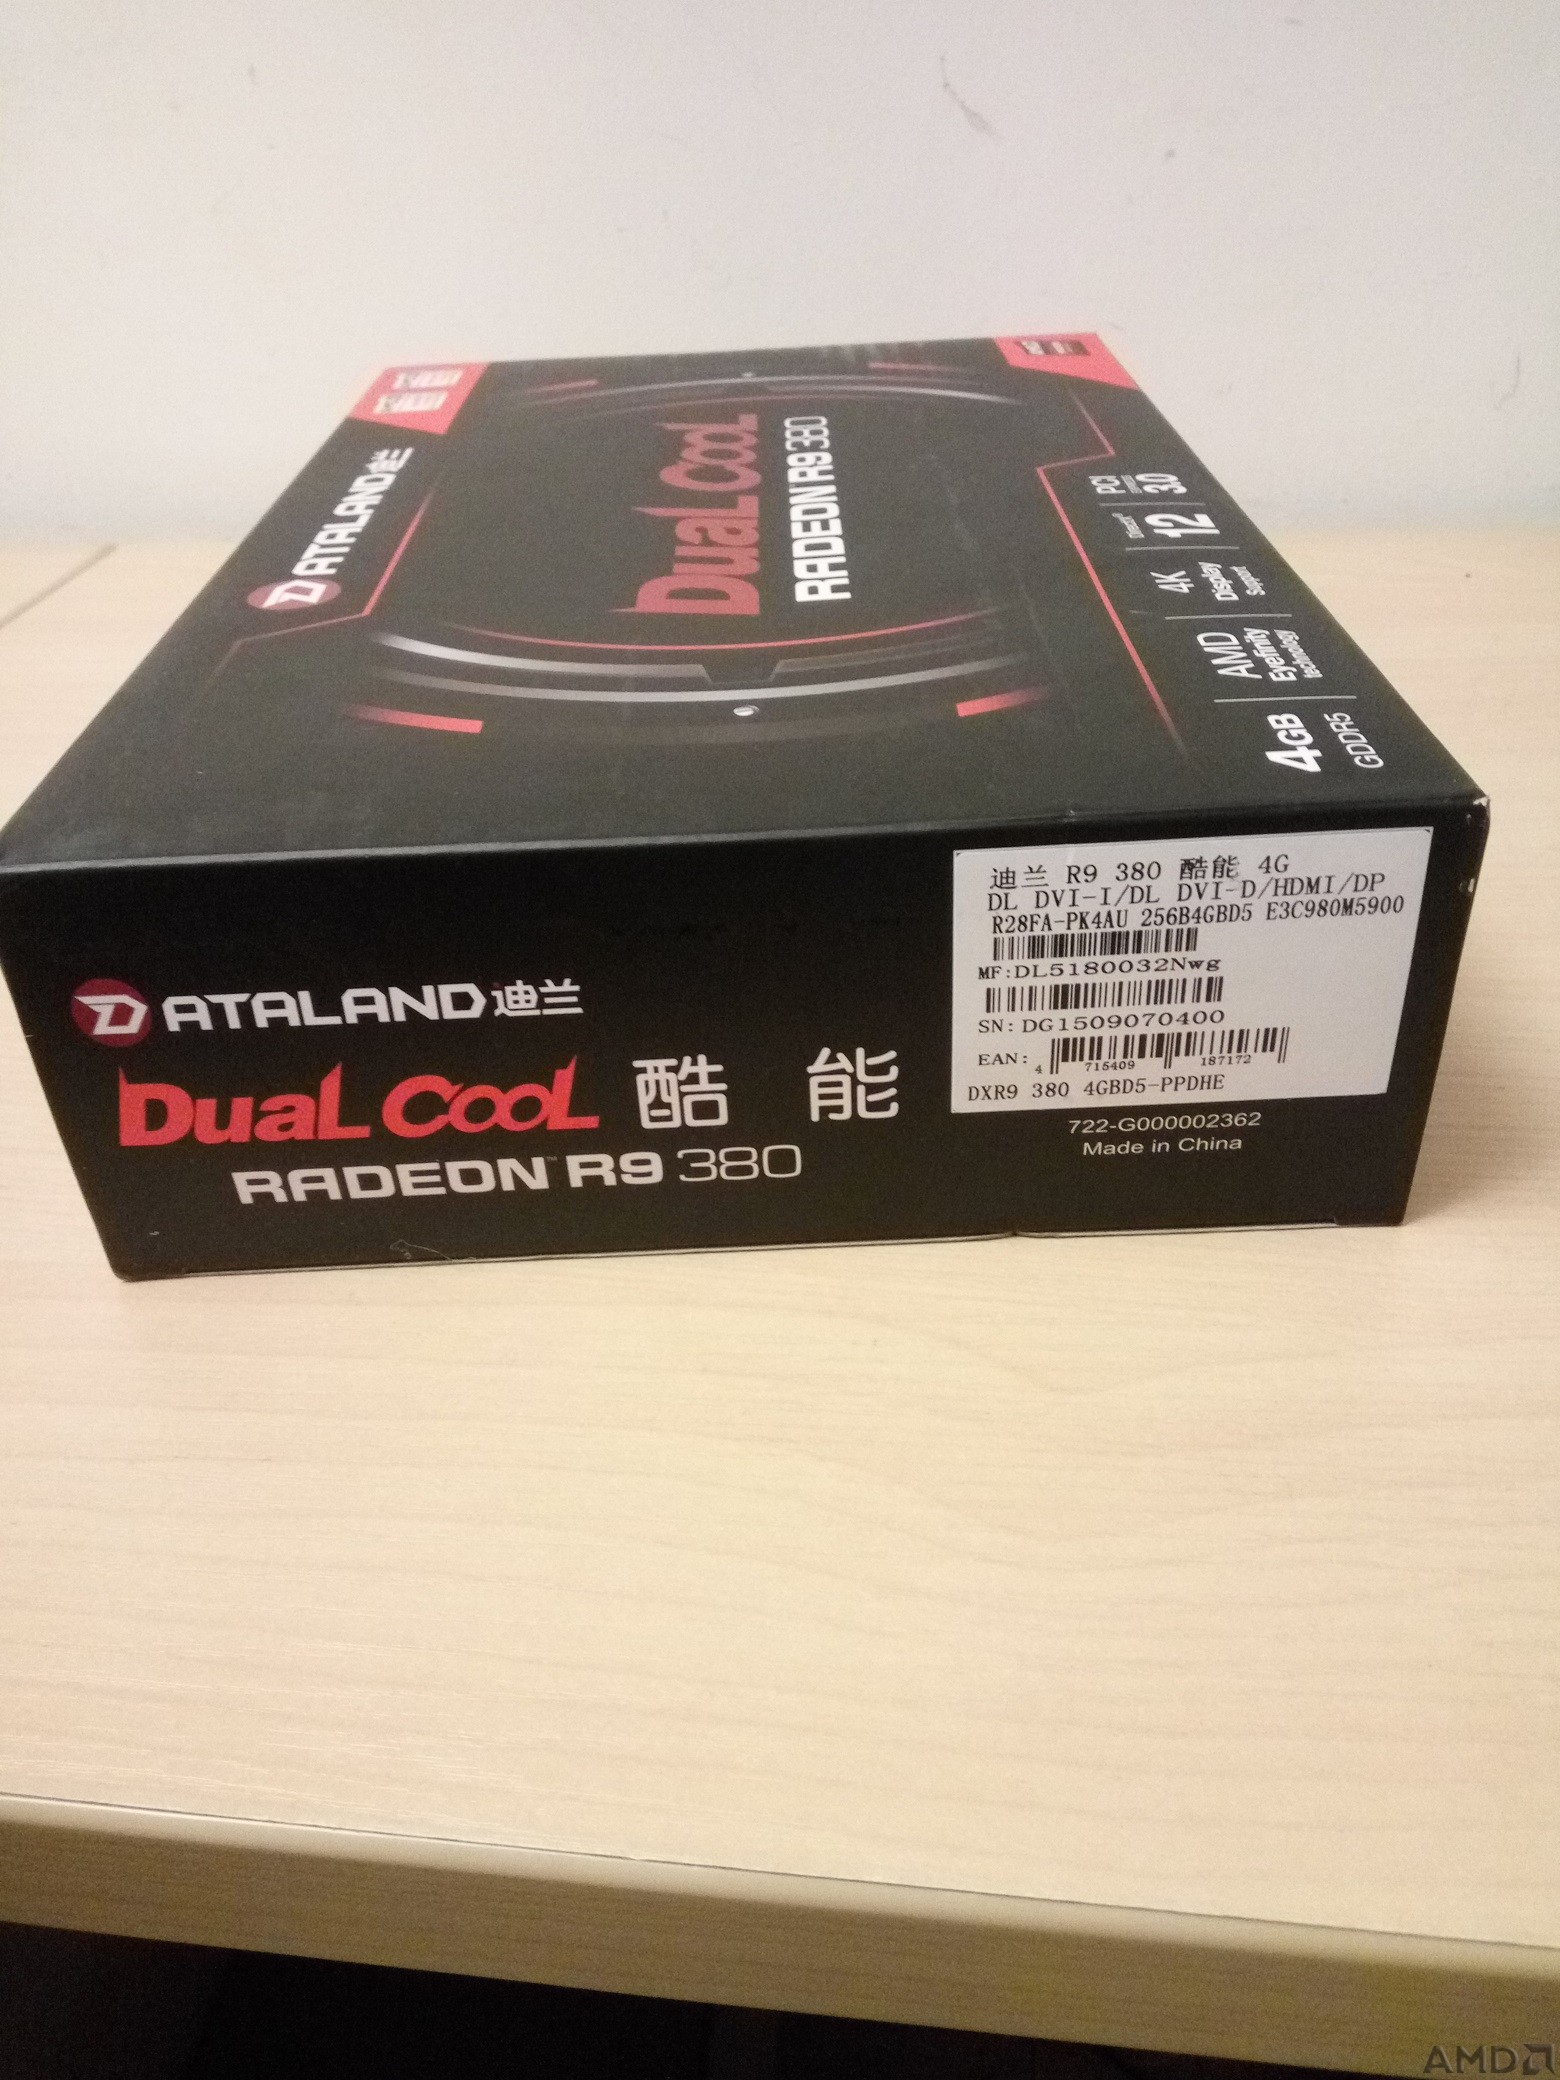 DATALAND迪兰
DuaL CooL
RADEON R9 380
PCI
3.0
DirectX®
12
4K
Display
Support
AMD
Eyefinity
technology
4GB
GDDR5
迪兰 R9 380 酷能 4G
DL DVI-I/DL DVI-D/HDMI/DP
R28FA-PK4AU 256B4GBD5 E3C980M5900
MF:DL5180032Nwg
SN:DG1509070400
EAN: 4 715409 187172
DXR9 380 4GBD5-PPDHE
722-G000002362
Made in China
DATALAND迪兰
DuaL CooL 酷能
RADEON™ R9 380
AMD